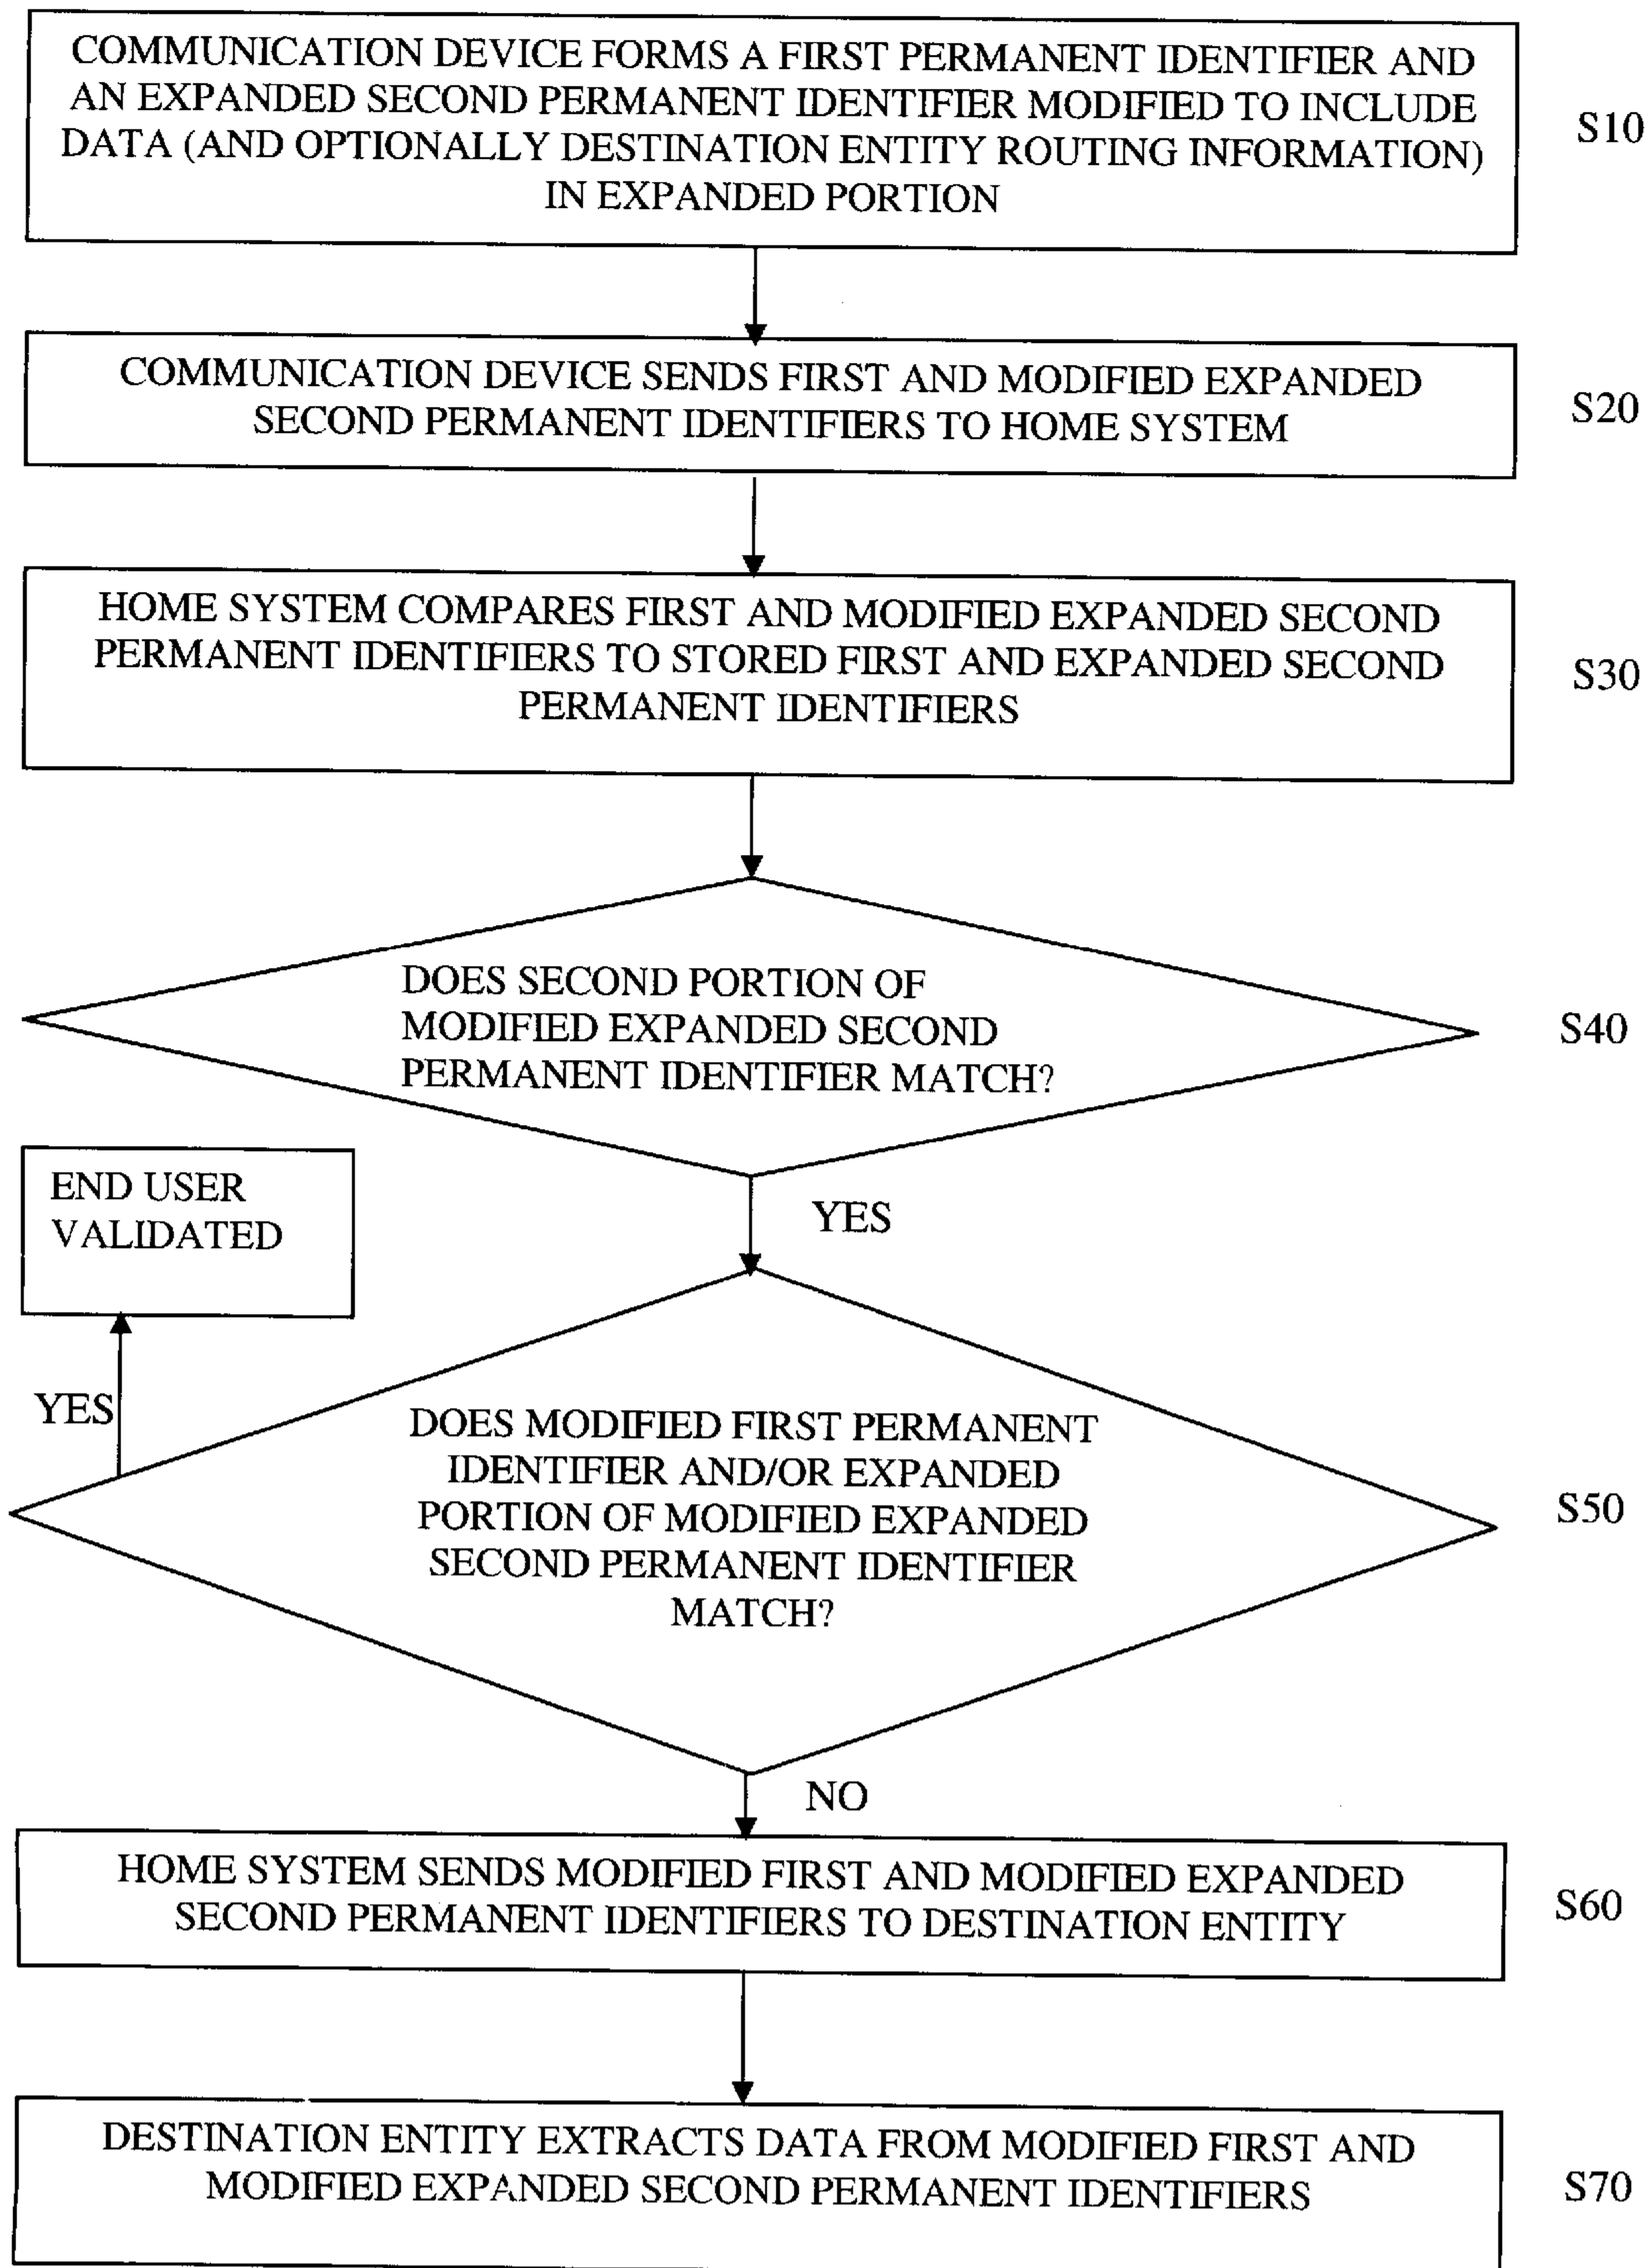 COMMUNICATION DEVICE FORMS A FIRST PERMANENT IDENTIFIER AND
AN EXPANDED SECOND PERMANENT IDENTIFIER MODIFIED TO INCLUDE
DATA (AND OPTIONALLY DESTINATION ENTITY ROUTING INFORMATION)
IN EXPANDED PORTION
S10
COMMUNICATION DEVICE SENDS FIRST AND MODIFIED EXPANDED
SECOND PERMANENT IDENTIFIERS TO HOME SYSTEM
S20
HOME SYSTEM COMPARES FIRST AND MODIFIED EXPANDED SECOND
PERMANENT IDENTIFIERS TO STORED FIRST AND EXPANDED SECOND
PERMANENT IDENTIFIERS
S30
DOES SECOND PORTION OF
MODIFIED EXPANDED SECOND
PERMANENT IDENTIFIER MATCH?
S40
END USER
VALIDATED
YES
YES
DOES MODIFIED FIRST PERMANENT
IDENTIFIER AND/OR EXPANDED
PORTION OF MODIFIED EXPANDED
SECOND PERMANENT IDENTIFIER
MATCH?
S50
NO
HOME SYSTEM SENDS MODIFIED FIRST AND MODIFIED EXPANDED
SECOND PERMANENT IDENTIFIERS TO DESTINATION ENTITY
S60
DESTINATION ENTITY EXTRACTS DATA FROM MODIFIED FIRST AND
MODIFIED EXPANDED SECOND PERMANENT IDENTIFIERS
S70